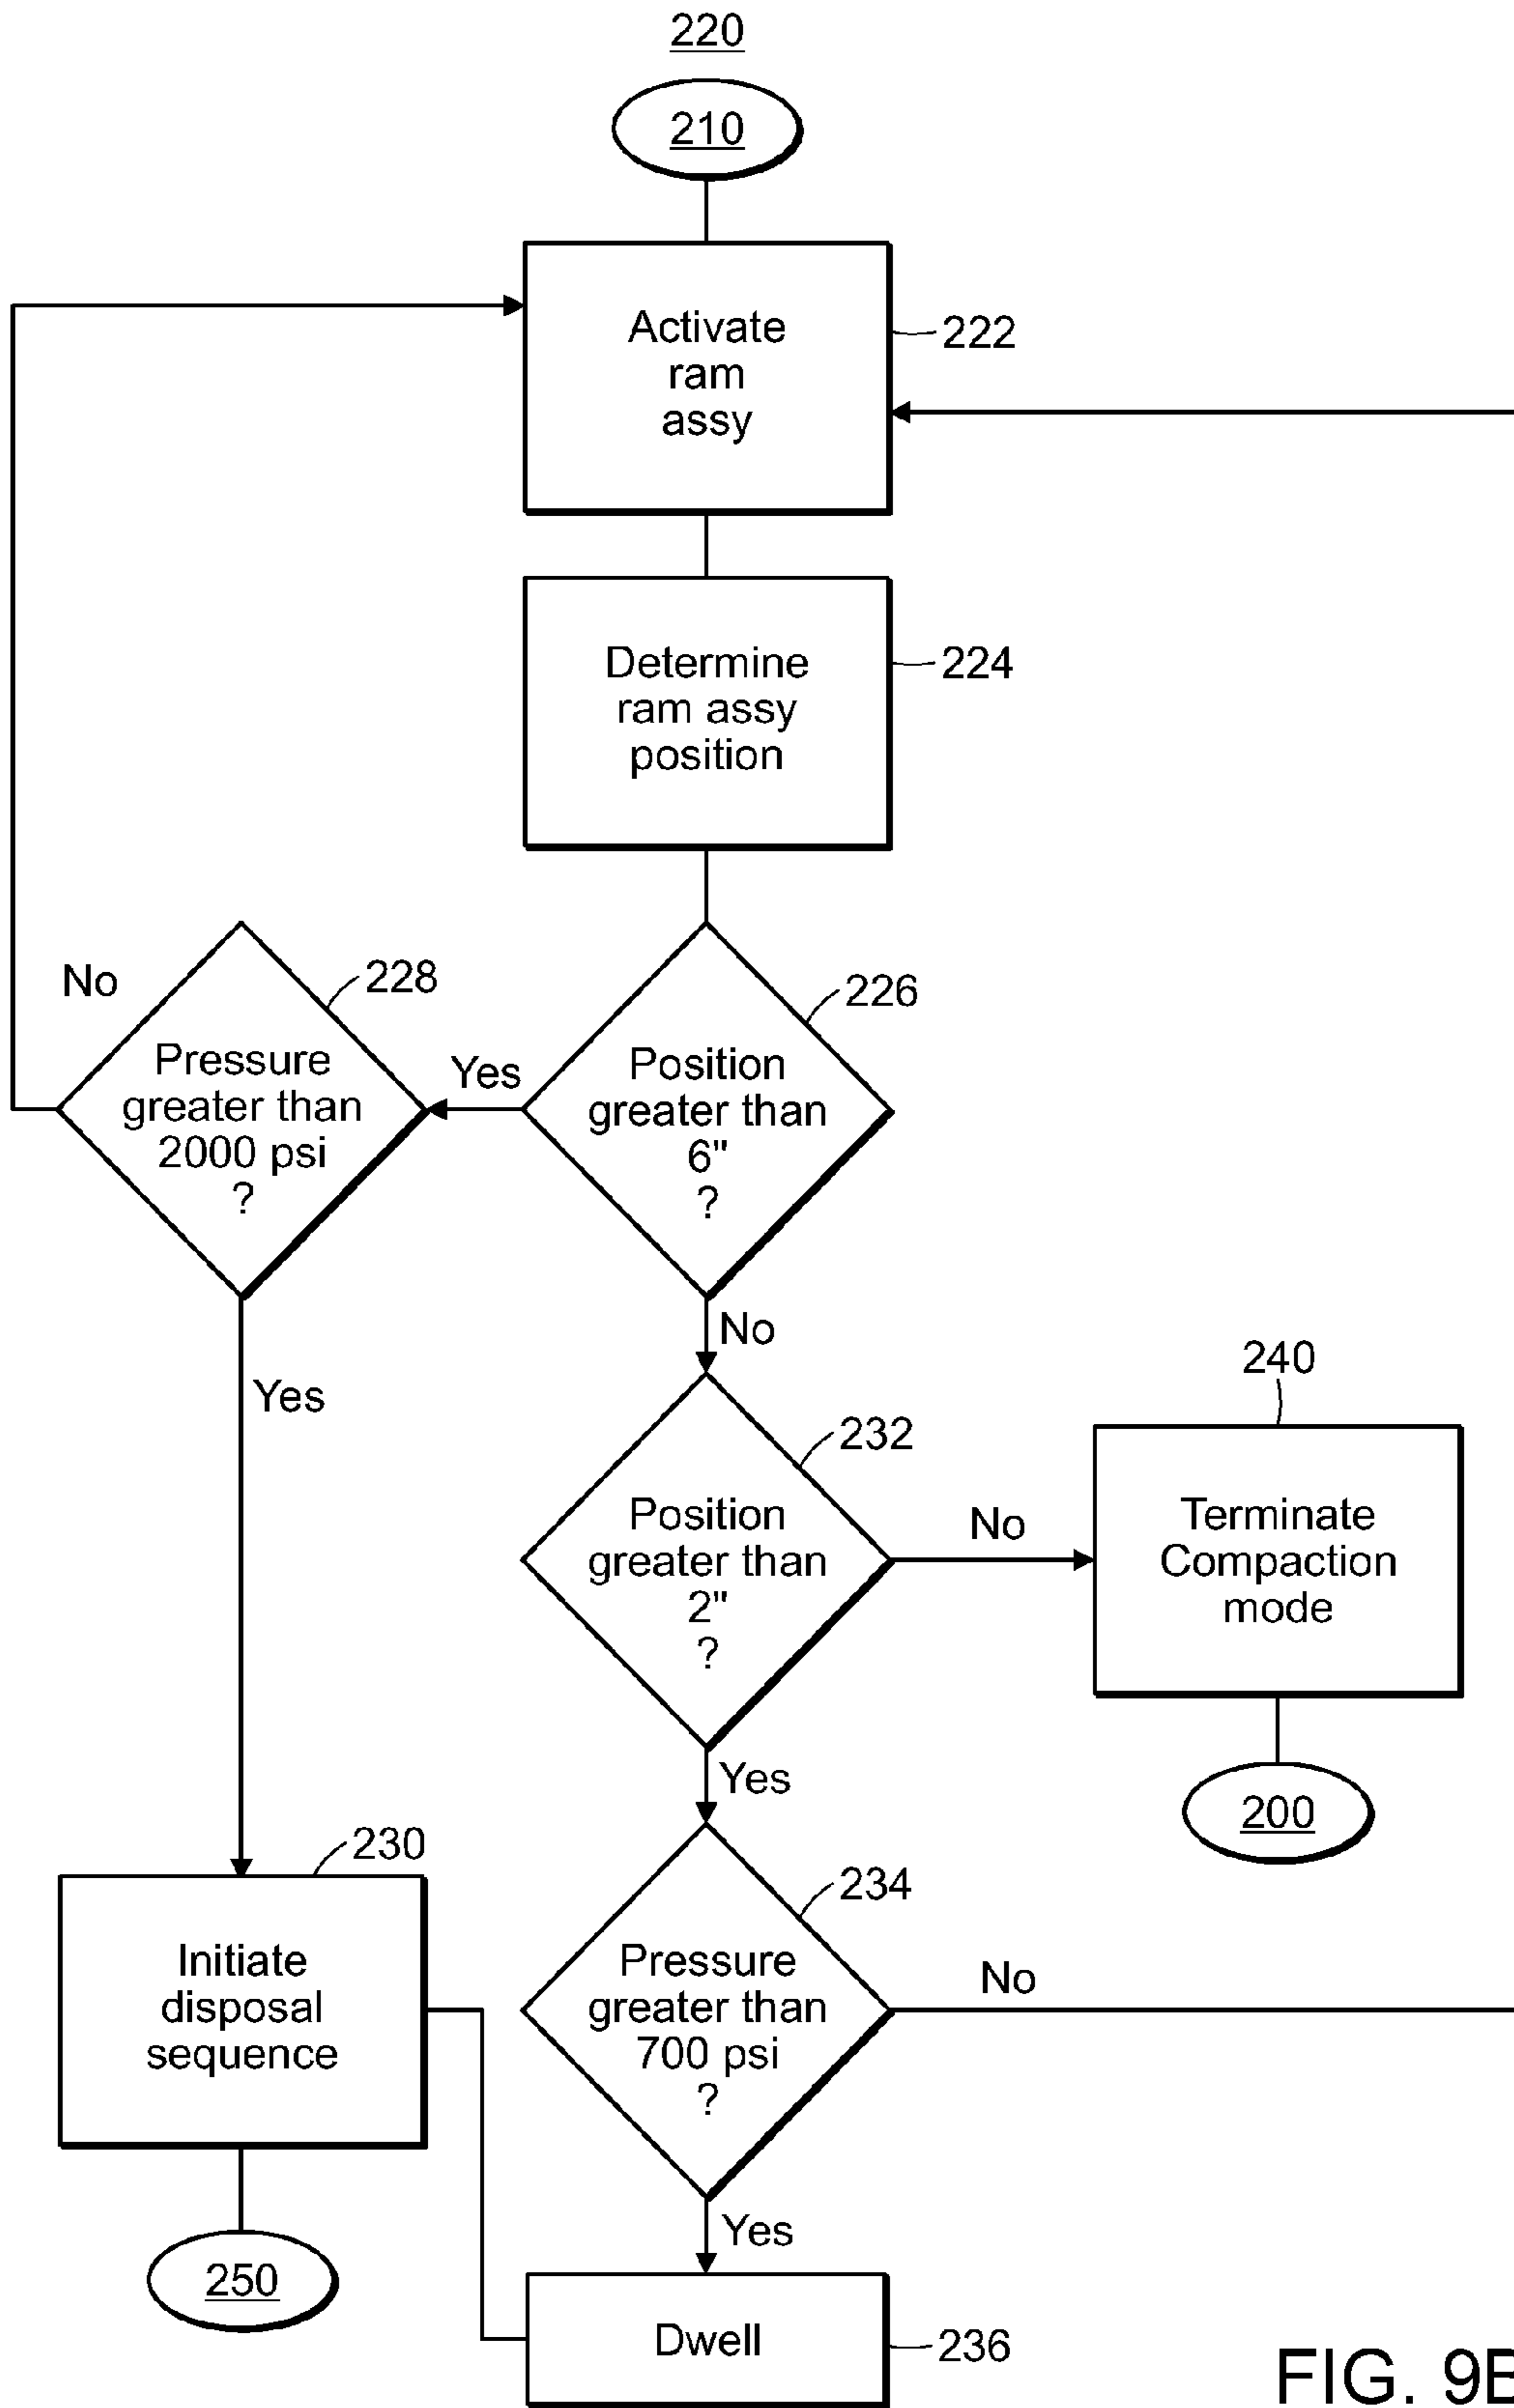 220
210
Activate
ram
assy
222
Determine
ram assy
position
224
No
228
Pressure
greater than
2000 psi
?
Yes
226
Position
greater than
6"
?
No
Yes
232
Position
greater than
2"
?
No
240
Terminate
Compaction
mode
200
Yes
230
Initiate
disposal
sequence
250
234
Pressure
greater than
700 psi
?
No
Yes
Dwell
236
FIG. 9B